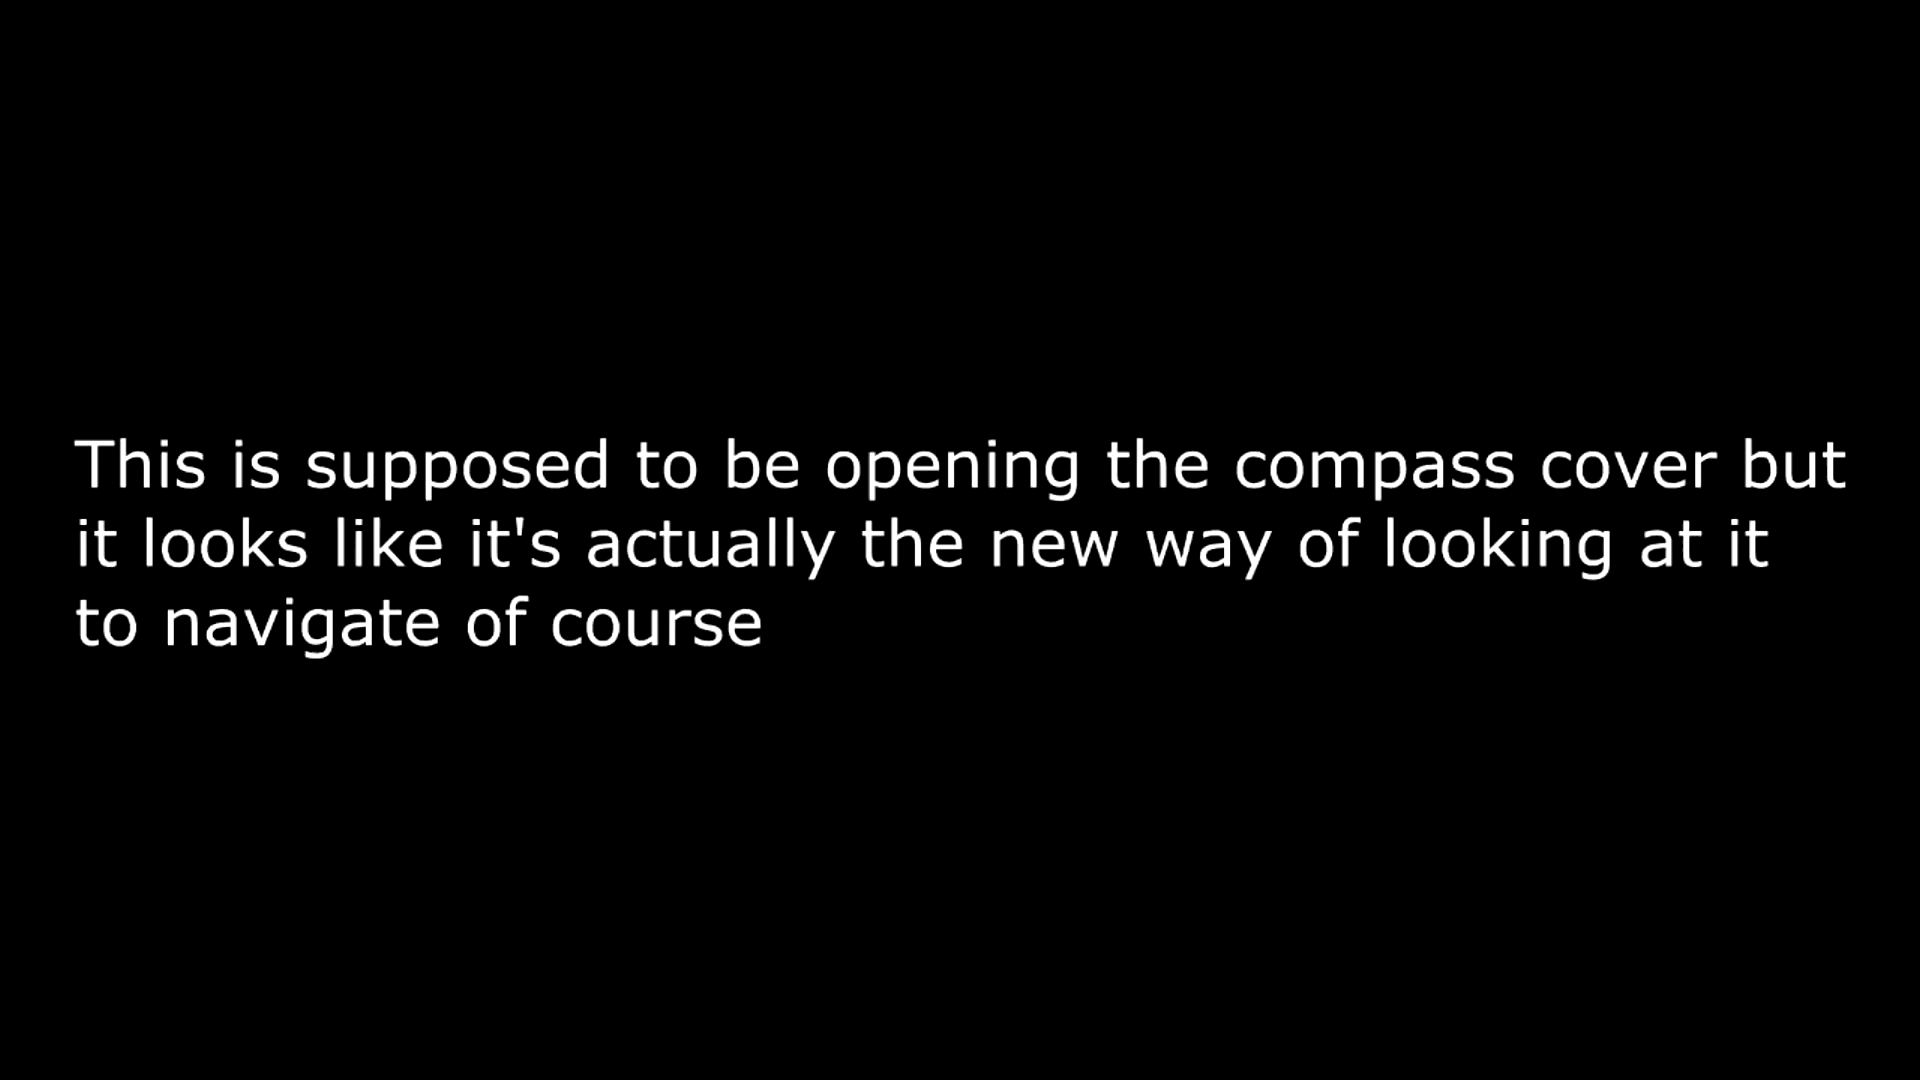 This is supposed to be opening the compass cover but
it looks like it's actually the new way of looking at it
to navigate of course